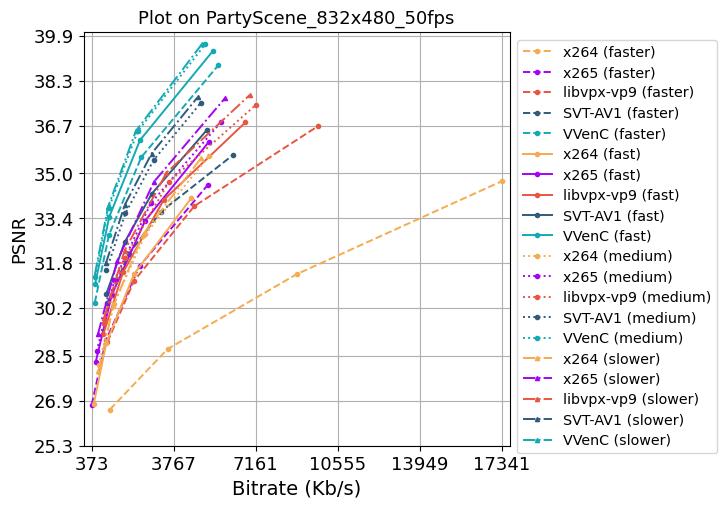 Plot on PartyScene_832x480_50fps
39.9
38.3
36.7
35.0
33.4
31.8
30.2
28.5
26.9
25.3
PSNR
373
3767
7161
10555
13949
17341
Bitrate (Kb/s)
x264 (faster)
x265 (faster)
libvpx-vp9 (faster)
SVT-AV1 (faster)
VVenC (faster)
x264 (fast)
x265 (fast)
libvpx-vp9 (fast)
SVT-AV1 (fast)
VVenC (fast)
x264 (medium)
x265 (medium)
libvpx-vp9 (medium)
SVT-AV1 (medium)
VVenC (medium)
x264 (slower)
x265 (slower)
libvpx-vp9 (slower)
SVT-AV1 (slower)
VVenC (slower)